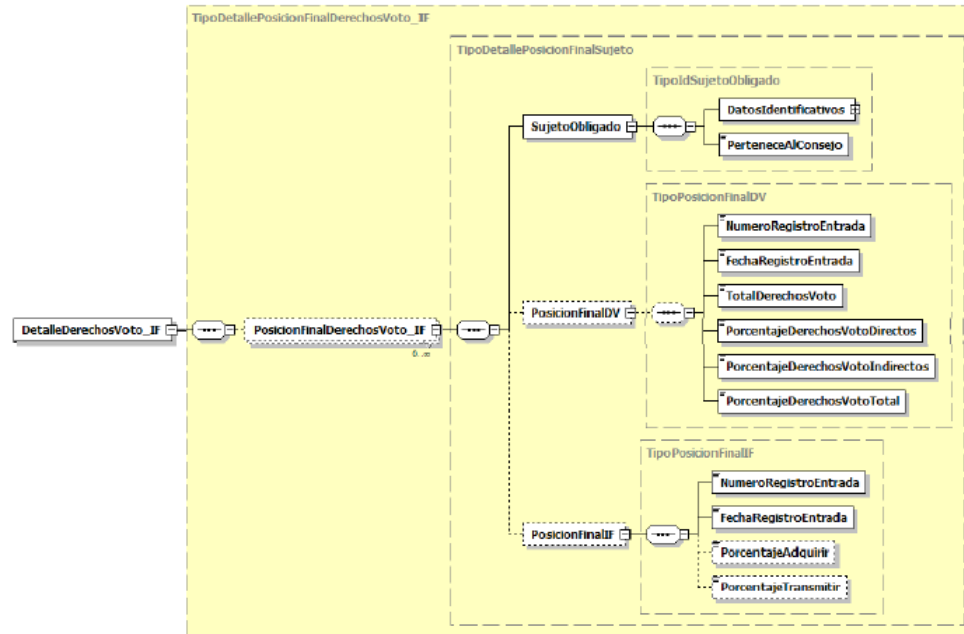 TipoDetallePosicionFinalDerechosVoto_IF
TipoDetallePosicionFinalSujeto
TipoIdSujetoObligado
DatosIdentificativos
SujetoObligado
PerteneceAlConsejo
TipoPosicionFinalDV
NumeroRegistroEntrada
FechaRegistroEntrada
TotalDerechosVoto
PosicionFinalDV
DetalleDerechosVoto_IF
PosicionFinalDerechosVoto_IF
0..∞
PorcentajeDerechosVotoDirectos
PorcentajeDerechosVotoIndirectos
PorcentajeDerechosVotoTotal
TipoPosicionFinalIF
NumeroRegistroEntrada
FechaRegistroEntrada
PosicionFinalIF
PorcentajeAdquirir
PorcentajeTransmitir